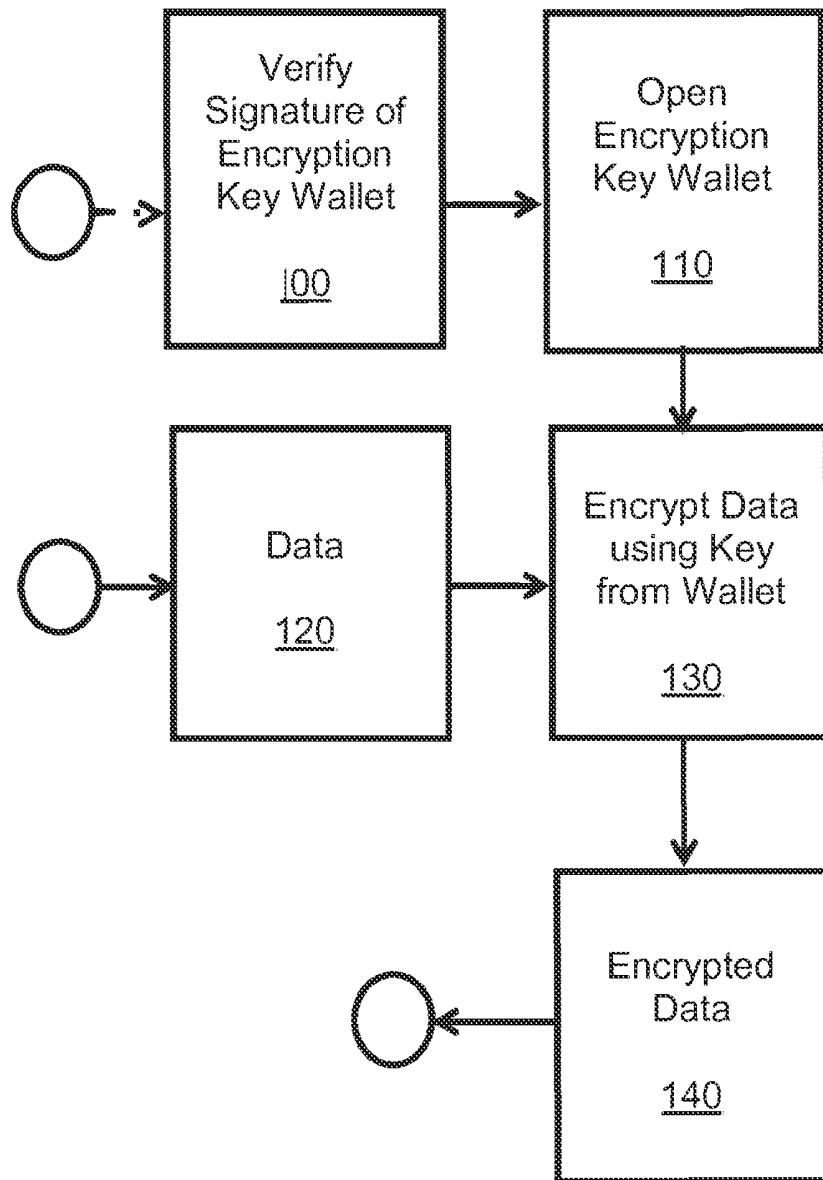 Verify
Signature of
Encryption
Key Wallet
100
Open
Encryption
Key Wallet
110
Data
120
Encrypt Data
using Key
from Wallet
130
Encrypted
Data
140